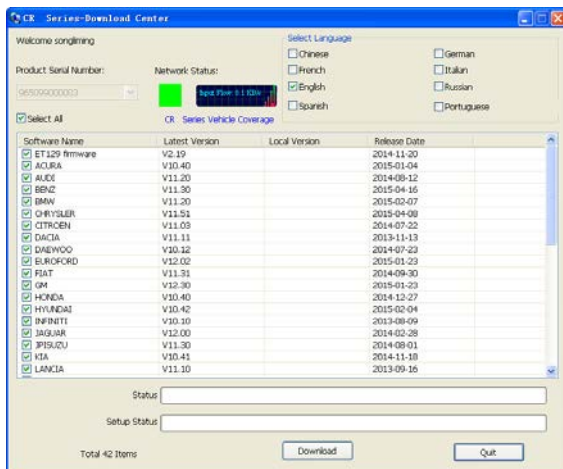 CR Series-Download Center
Welcome songliming
Select Language
Chinese
German
French
Italian
English
Russian
Spanish
Portuguese
Product Serial Number:
Network Status:
965099000003
Select All
CR Series Vehicle Coverage
Software Name Latest Version Local Version Release Date
ET129 firmware V2.19 2014-11-20
ACURA V10.40 2015-01-04
AUDI V11.20 2014-08-12
BENZ V11.30 2015-04-16
BMW V11.20 2015-02-07
CHRYSLER V11.51 2015-04-08
CITROEN V11.03 2014-07-22
DACIA V11.11 2013-11-13
DAEWOO V10.12 2014-07-23
EUROFORD V12.02 2015-01-23
FIAT V11.31 2014-09-30
GM V12.30 2015-01-23
HONDA V10.40 2014-12-27
HYUNDAI V10.42 2015-02-04
INFINITI V10.10 2013-08-09
JAGUAR V12.00 2014-02-28
JPISUZU V11.30 2014-08-01
KIA V10.41 2014-11-18
LANCIA V11.10 2013-09-16
Status
Setup Status
Total 42 Items
Download
Quit